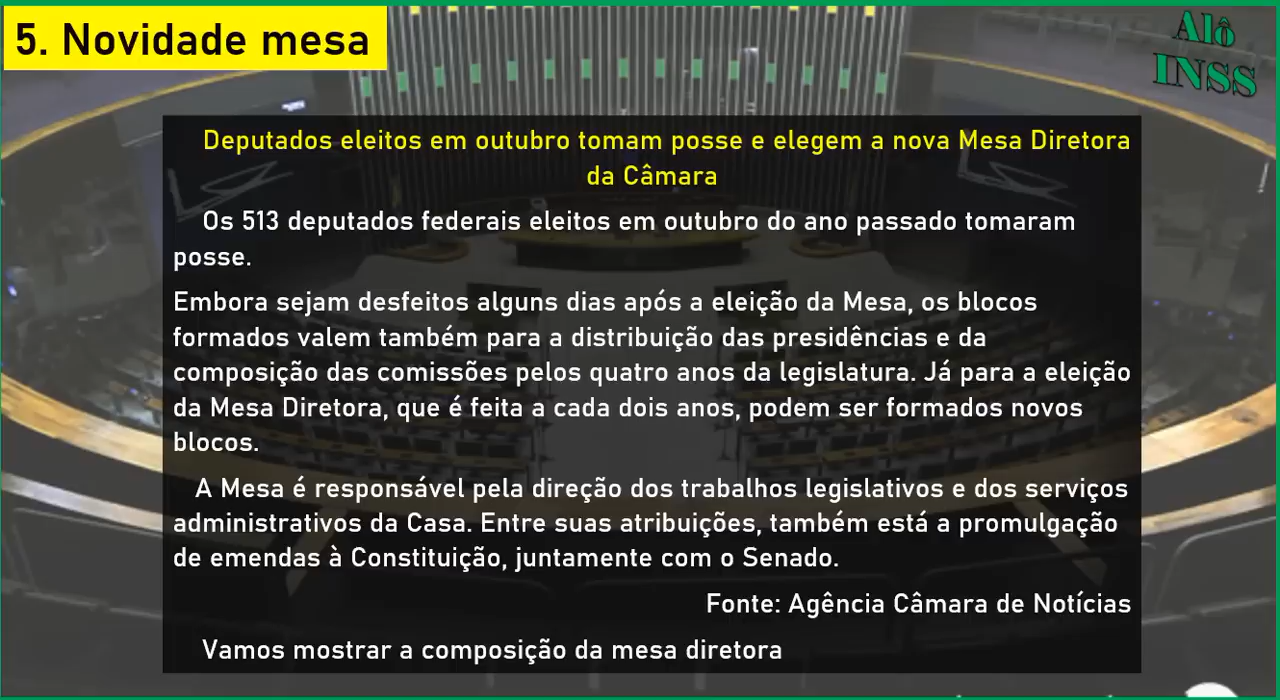 5. Novidade mesa
Alô
INSS
Deputados eleitos em outubro tomam posse e elegem a nova Mesa Diretora
da Câmara
Os 513 deputados federais eleitos em outubro do ano passado tomaram
posse.
Embora sejam desfeitos alguns dias após a eleição da Mesa, os blocos
formados valem também para a distribuição das presidências e da
composição das comissões pelos quatro anos da legislatura. Já para a eleição
da Mesa Diretora, que é feita a cada dois anos, podem ser formados novos
blocos.
A Mesa é responsável pela direção dos trabalhos legislativos e dos serviços
administrativos da Casa. Entre suas atribuições, também está a promulgação
de emendas à Constituição, juntamente com o Senado.
Fonte: Agência Câmara de Notícias
Vamos mostrar a composição da mesa diretora